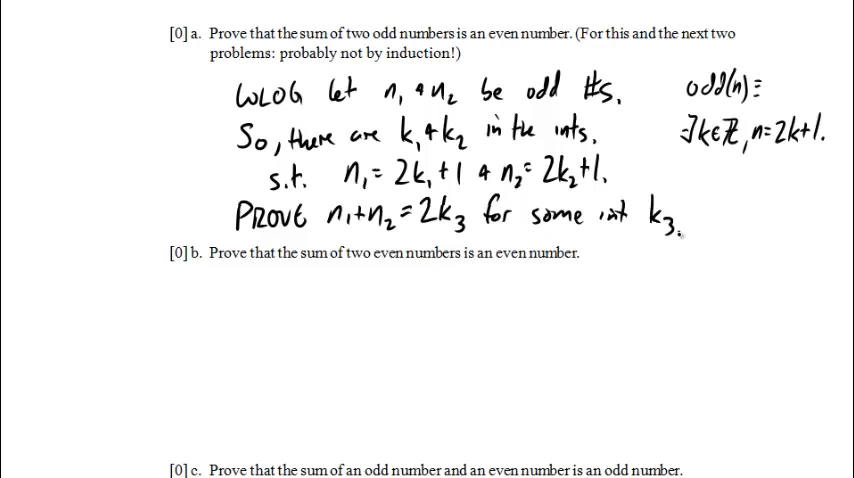 [0] a. Prove that the sum of two odd numbers is an even number. (For this and the next two
problems: probably not by induction!)
WLOG let n₁ & n₂ be odd #s. odd(n) ≡
So, there are k₁ & k₂ in the ints. ∃k∈ℤ, n=2k+1.
s.t. n₁ = 2k₁ + 1 & n₂ = 2k₂+1.
PROVE n₁+n₂ = 2k₃ for some int k₃.
[0] b. Prove that the sum of two even numbers is an even number.
[0] c. Prove that the sum of an odd number and an even number is an odd number.